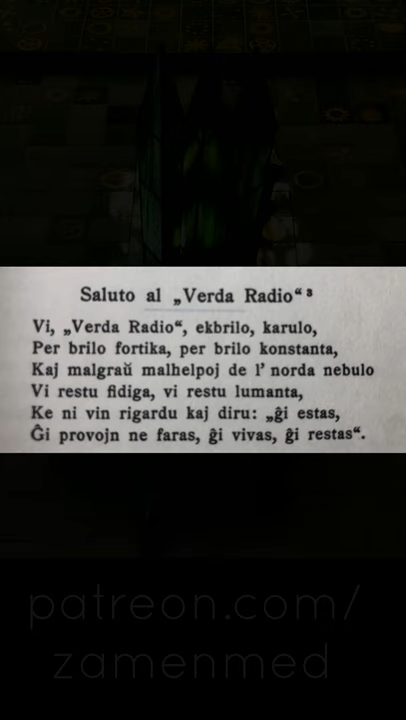 Saluto al „Verda Radio“ ³
Vi, „Verda Radio“, ekbrilo, karulo,
Per brilo fortika, per brilo konstanta,
Kaj malgraŭ malhelpoj de l’ norda nebulo
Vi restu fidiga, vi restu lumanta,
Ke ni vin rigardu kaj diru: „ĝi estas,
Ĝi provojn ne faras, ĝi vivas, ĝi restas“.
patreon.com/
zamenmed